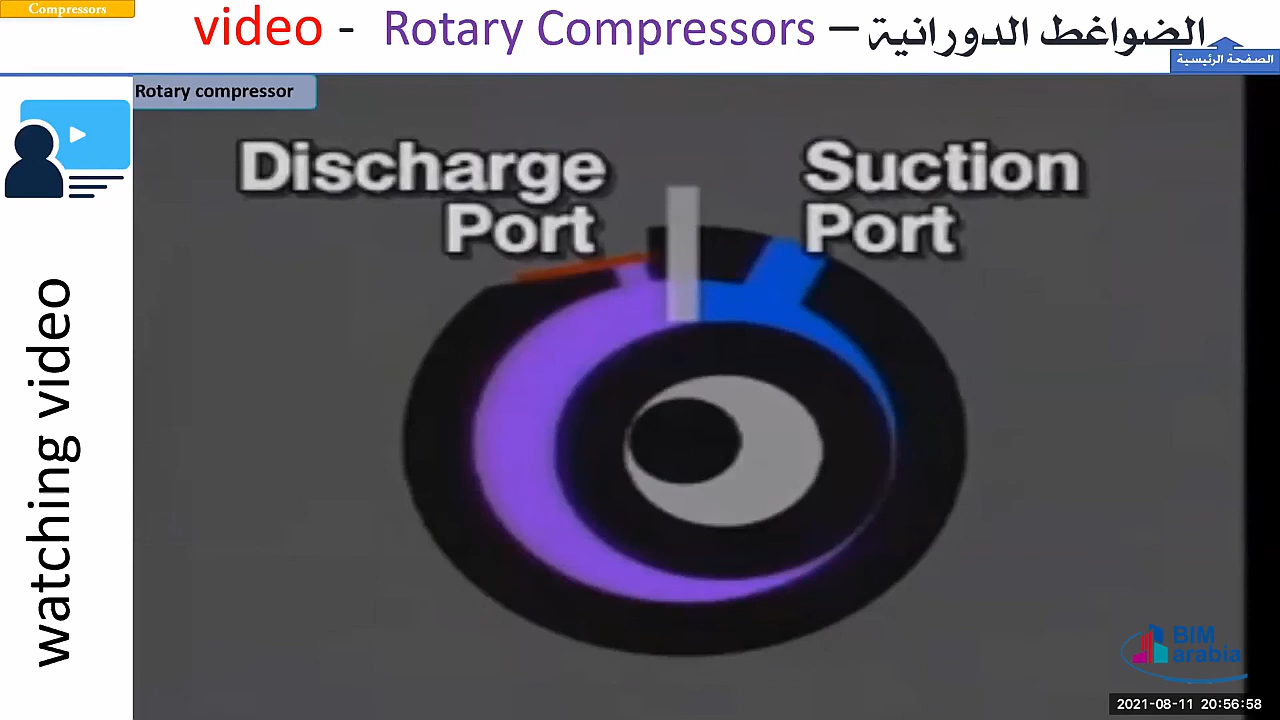 Compressors
video - Rotary Compressors – الضواغط الدورانية
الصفحة الرئيسية
Rotary compressor
Discharge
Port
Suction
Port
watching video
BIM
arabia
2021-08-11 20:56:58